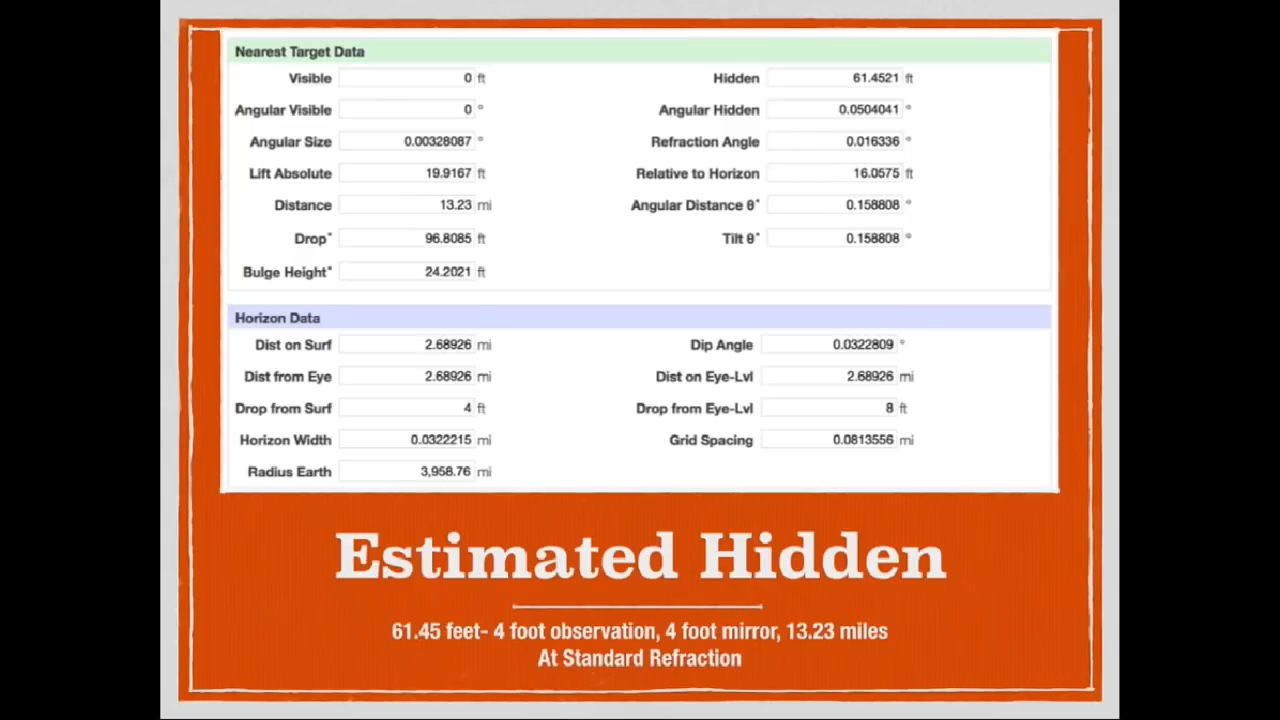 Nearest Target Data
Visible 0 ft Hidden 61.4521 ft
Angular Visible 0 ° Angular Hidden 0.0504041 °
Angular Size 0.00328087 ° Refraction Angle 0.016336 °
Lift Absolute 19.9167 ft Relative to Horizon 16.0575 ft
Distance 13.23 mi Angular Distance θ* 0.158808 °
Drop* 96.8085 ft Tilt θ* 0.158808 °
Bulge Height* 24.2021 ft
Horizon Data
Dist on Surf 2.68926 mi Dip Angle 0.0322809 °
Dist from Eye 2.68926 mi Dist on Eye-Lvl 2.68926 mi
Drop from Surf 4 ft Drop from Eye-Lvl 8 ft
Horizon Width 0.0322215 mi Grid Spacing 0.0813556 mi
Radius Earth 3,958.76 mi
Estimated Hidden
61.45 feet- 4 foot observation, 4 foot mirror, 13.23 miles
At Standard Refraction